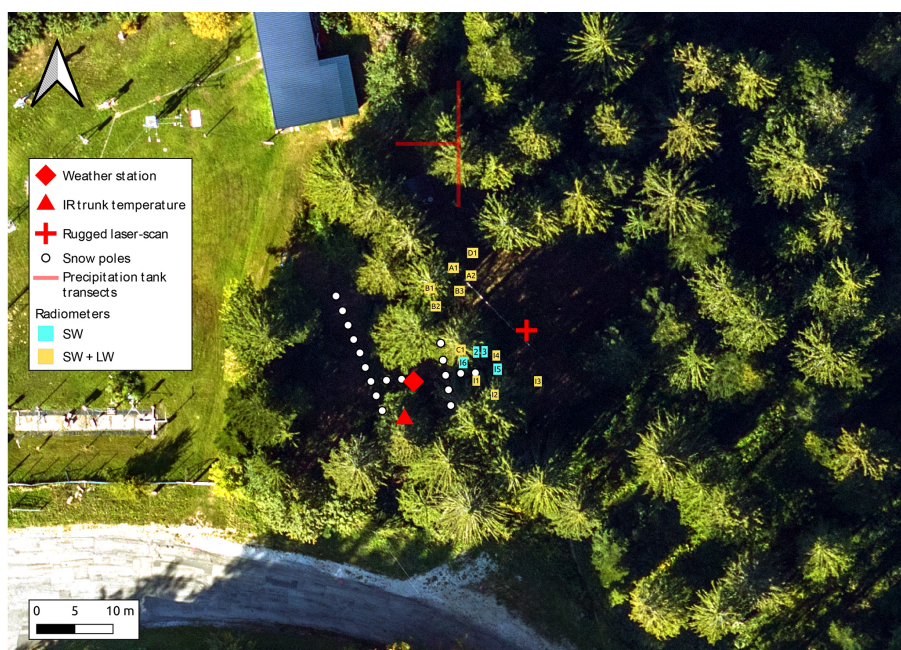 Weather station
IR trunk temperature
Rugged laser-scan
Snow poles
Precipitation tank
transects
Radiometers
SW
SW + LW
D1
A1
A2
B1
B3
B2
C1
2
3
I4
I6
I5
I1
I3
I2
0 5 10 m